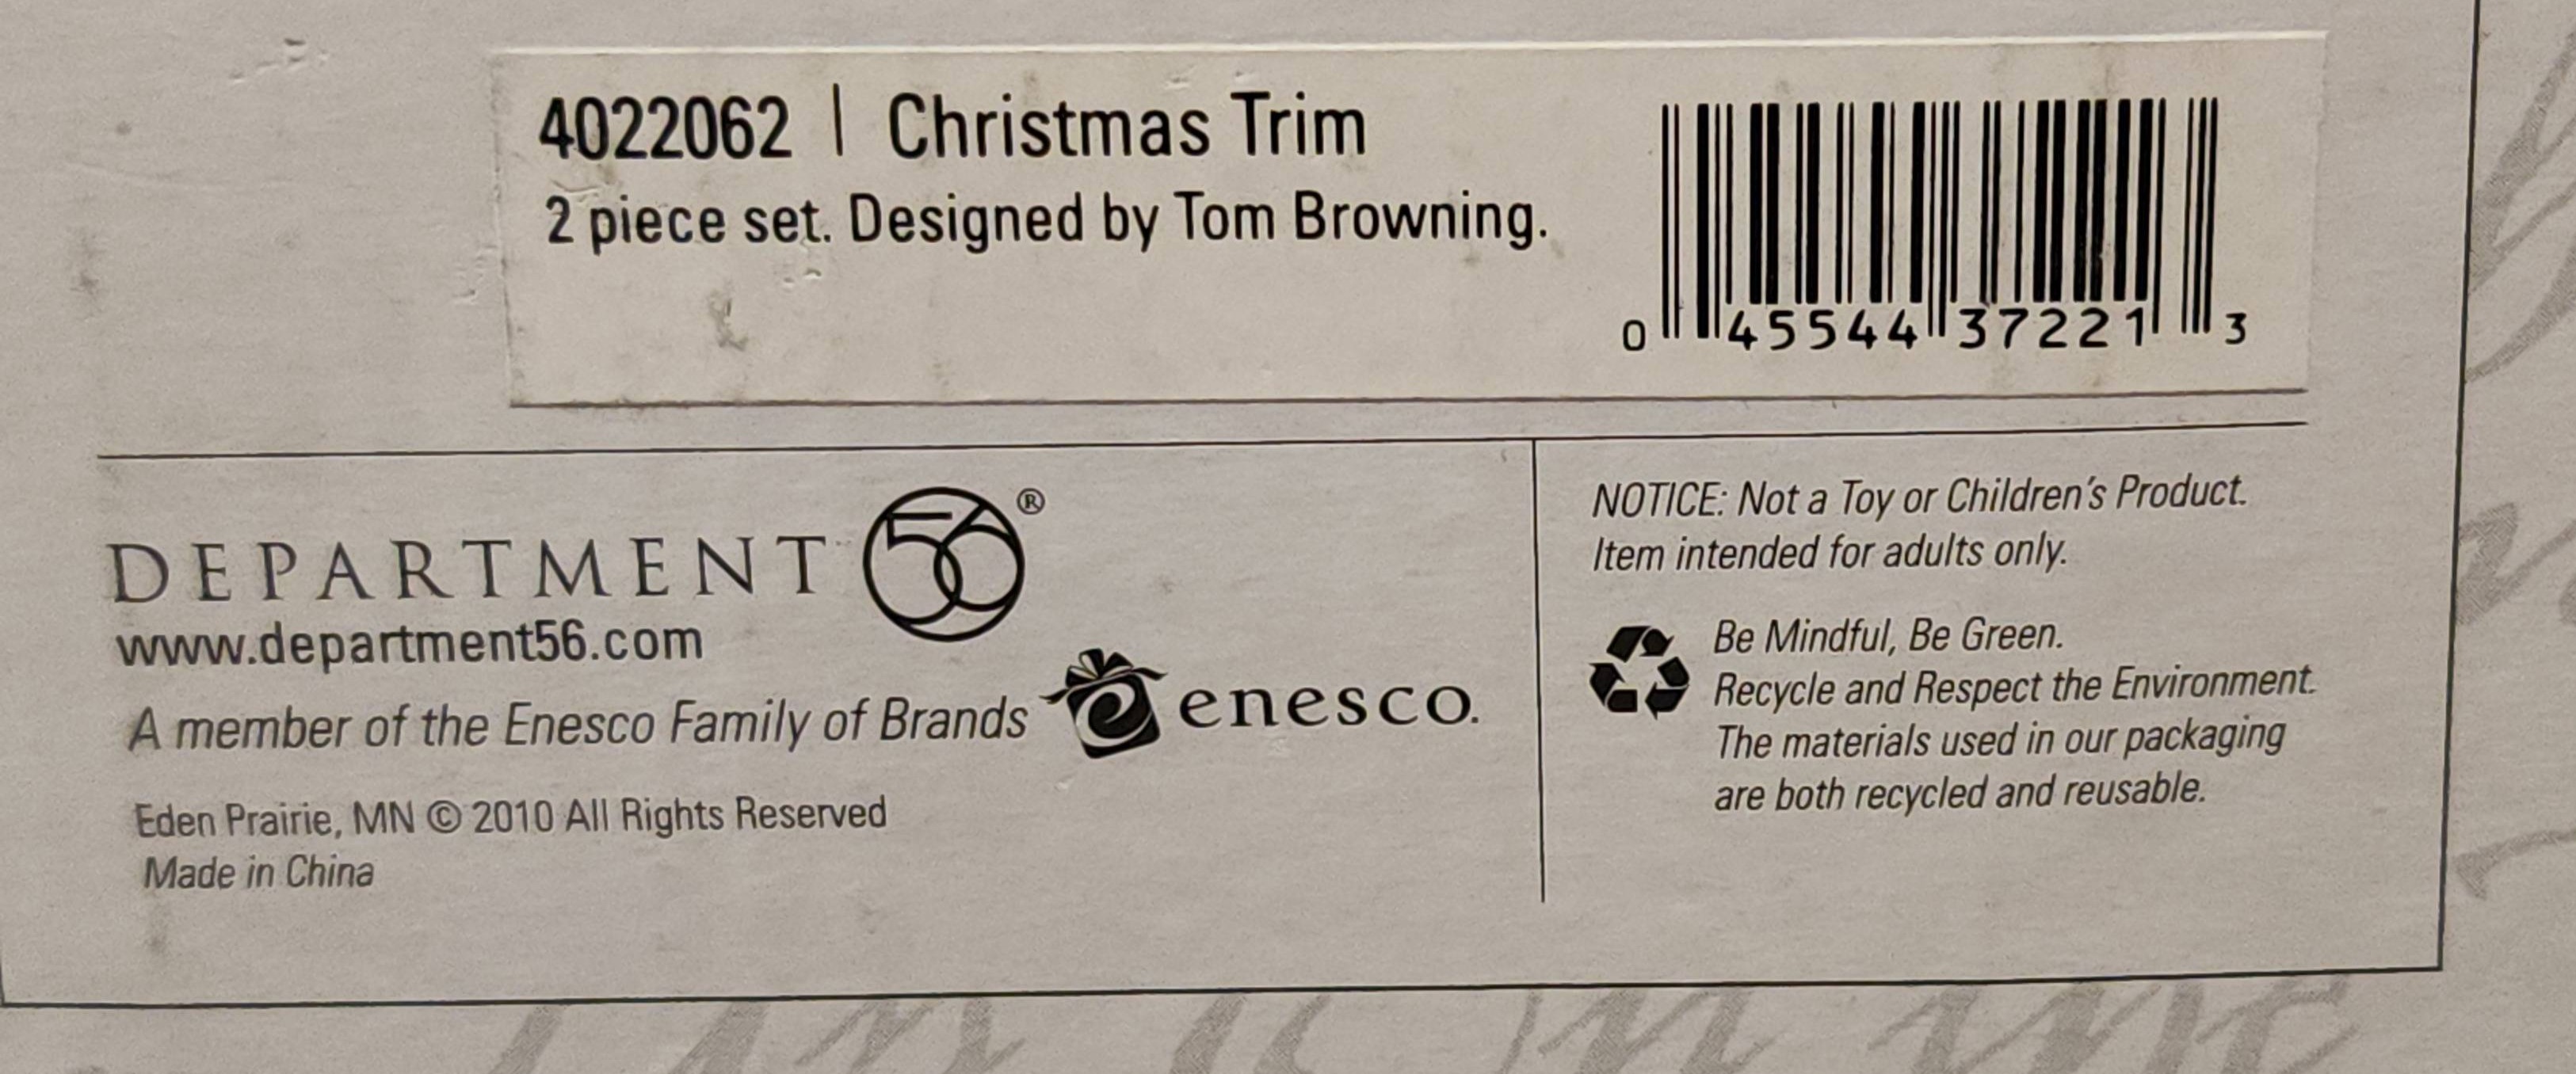 4022062 | Christmas Trim
2 piece set. Designed by Tom Browning.
0 45544 37221 3
DEPARTMENT 56®
www.department56.com
A member of the Enesco Family of Brands enesco.
Eden Prairie, MN © 2010 All Rights Reserved
Made in China
NOTICE: Not a Toy or Children's Product.
Item intended for adults only.
Be Mindful, Be Green.
Recycle and Respect the Environment.
The materials used in our packaging
are both recycled and reusable.